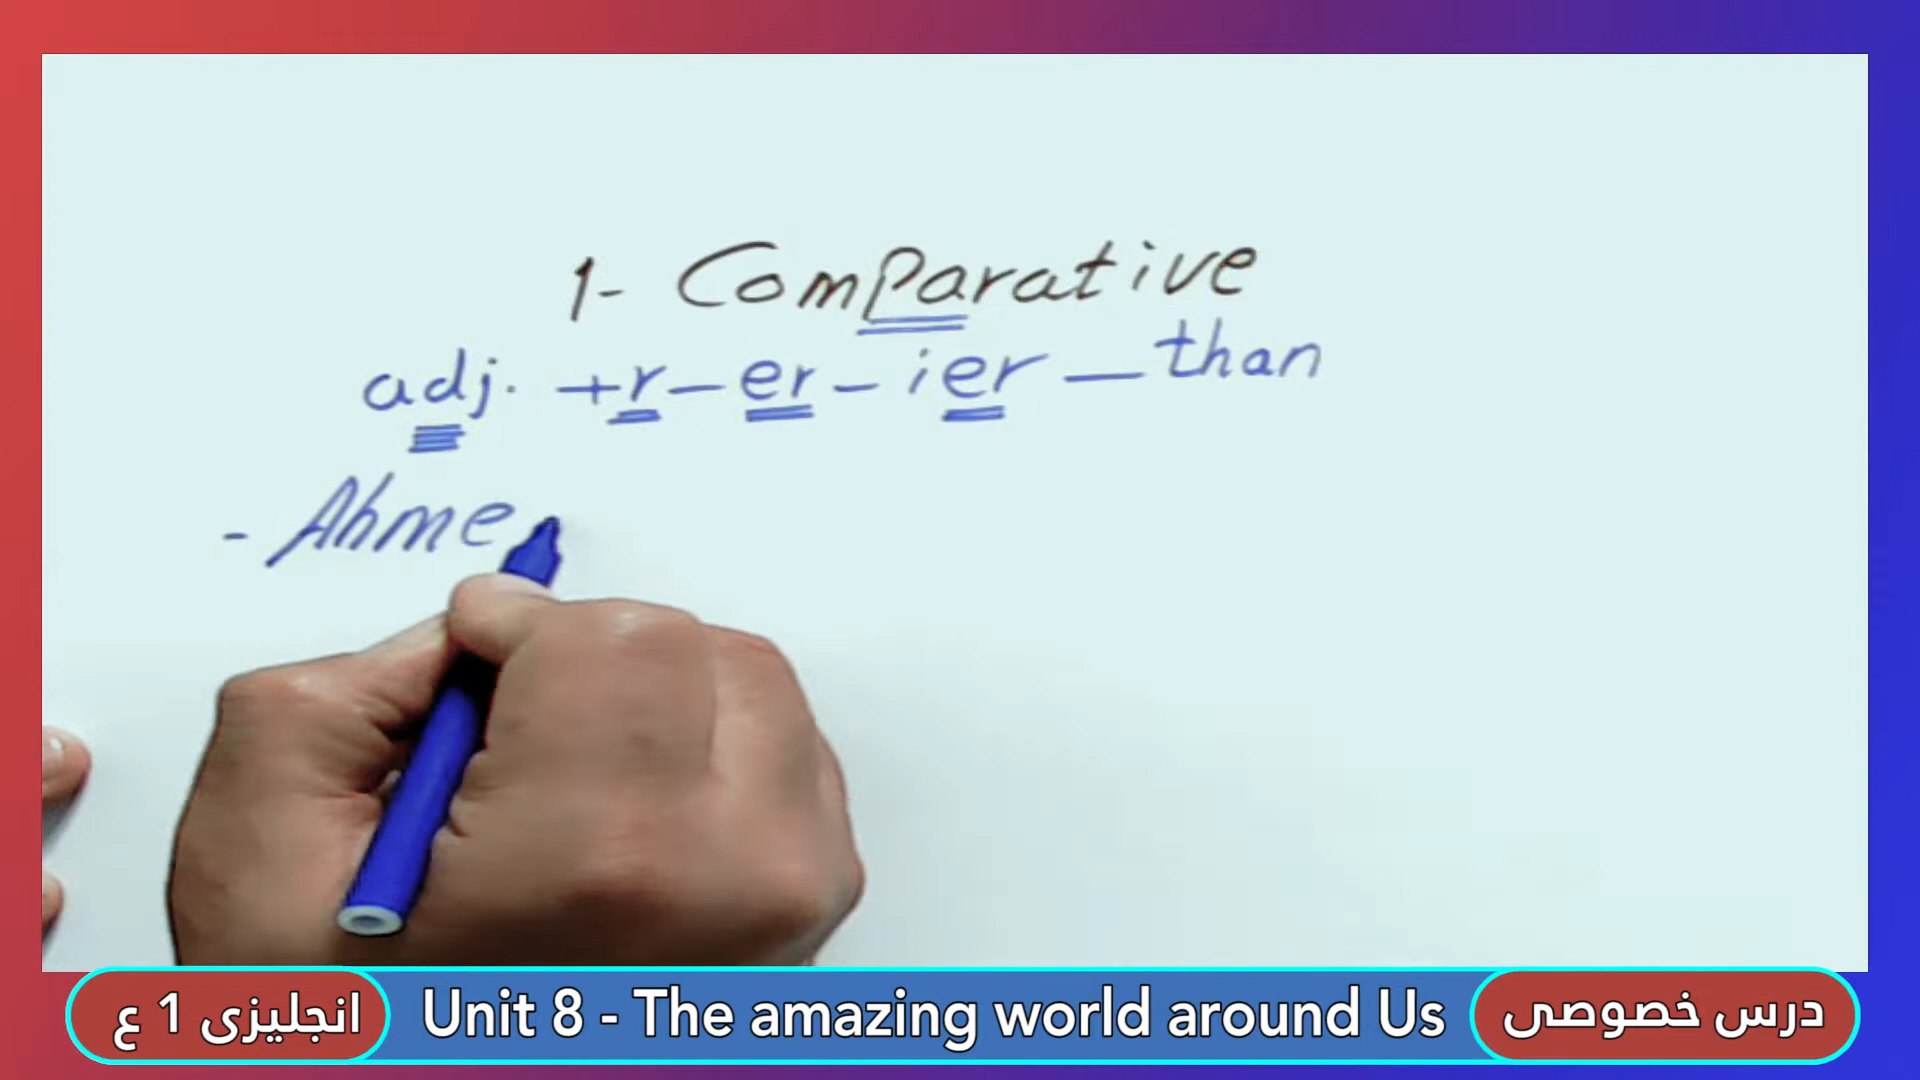 1- Comparative
adj. +r - er - ier - than
- Ahme
انجليزى 1 ع
Unit 8 - The amazing world around Us
درس خصوصى